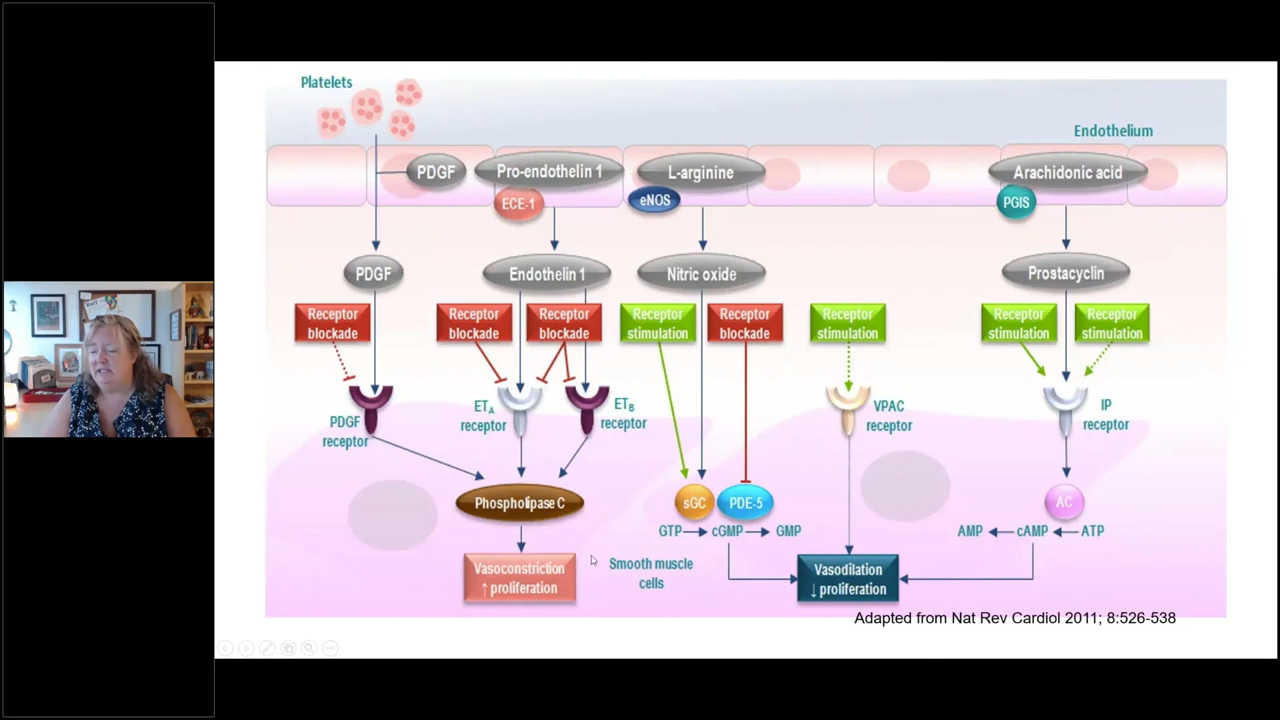 Platelets
Endothelium
PDGF
Pro-endothelin 1
L-arginine
Arachidonic acid
ECE-1
eNOS
PGIS
PDGF
Endothelin 1
Nitric oxide
Prostacyclin
Receptor
blockade
Receptor
blockade
Receptor
blockade
Receptor
stimulation
Receptor
blockade
Receptor
stimulation
Receptor
stimulation
Receptor
stimulation
PDGF
receptor
ETA
receptor
ETB
receptor
VPAC
receptor
IP
receptor
Phospholipase C
sGC
PDE-5
AC
GTP
cGMP
GMP
AMP
cAMP
ATP
Vasoconstriction
↑ proliferation
Smooth muscle
cells
Vasodilation
↓ proliferation
Adapted from Nat Rev Cardiol 2011; 8:526-538